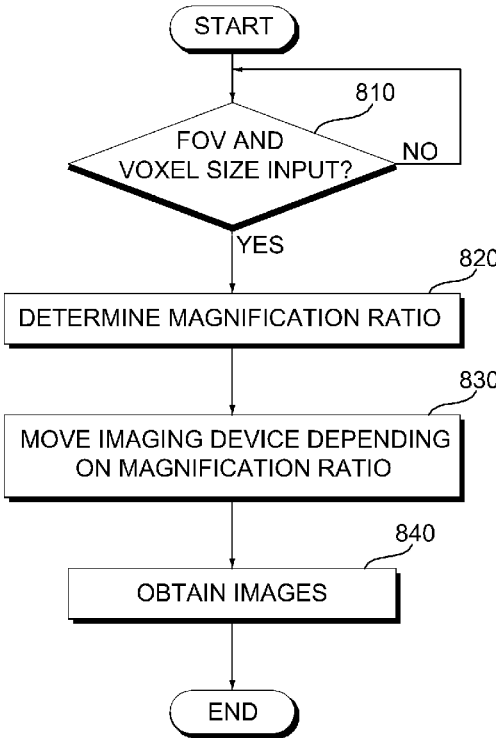 START
810
FOV AND
VOXEL SIZE INPUT?
NO
YES
820
DETERMINE MAGNIFICATION RATIO
830
MOVE IMAGING DEVICE DEPENDING
ON MAGNIFICATION RATIO
840
OBTAIN IMAGES
END